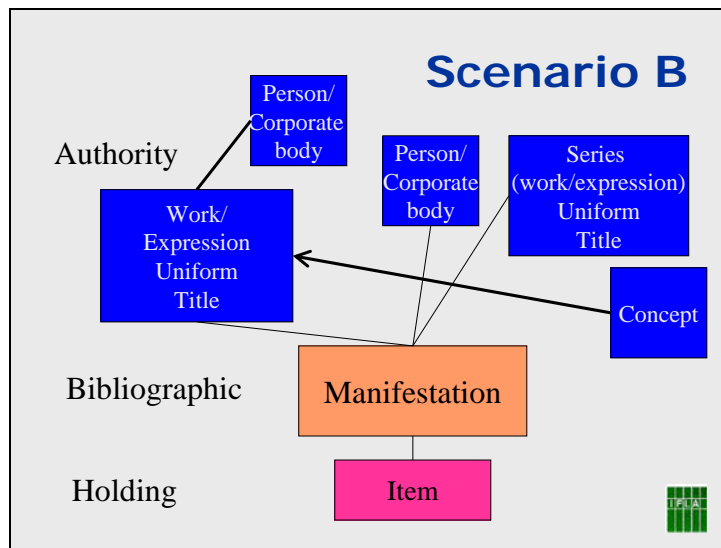 Scenario B
Person/
Corporate
body
Authority
Person/
Corporate
body
Series
(work/expression)
Uniform
Title
Work/
Expression
Uniform
Title
Concept
Bibliographic
Manifestation
Holding
Item
IFLA